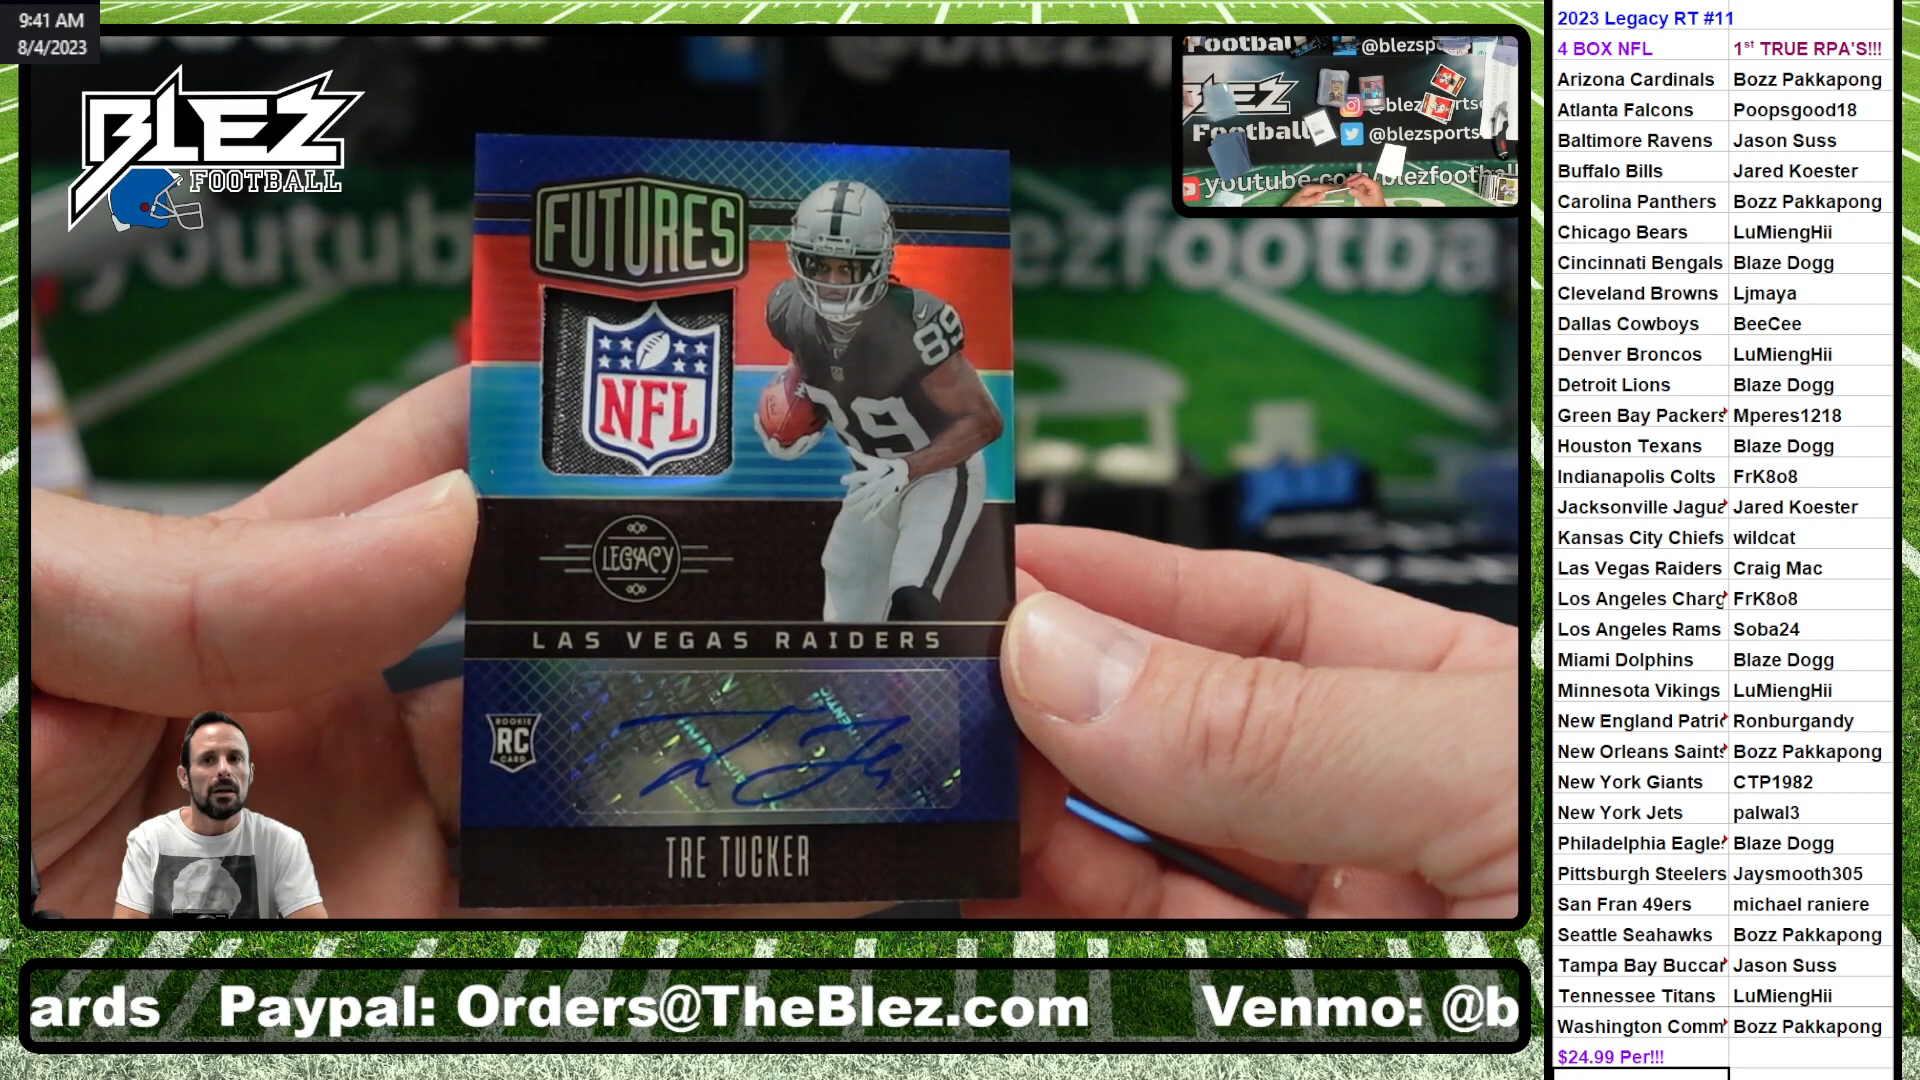 9:41 AM
8/4/2023
BLEZ
FOOTBALL
FUTURES
NFL
89
LEGACY
LAS VEGAS RAIDERS
ROOKIE
RC
CARD
TRE TUCKER
youtube.com/blezfootball
@blezsports
Football
ards Paypal: Orders@TheBlez.com Venmo: @b
2023 Legacy RT #11
4 BOX NFL 1st TRUE RPA'S!!!
Arizona Cardinals Bozz Pakkapong
Atlanta Falcons Poopsgood18
Baltimore Ravens Jason Suss
Buffalo Bills Jared Koester
Carolina Panthers Bozz Pakkapong
Chicago Bears LuMiengHii
Cincinnati Bengals Blaze Dogg
Cleveland Browns Ljmaya
Dallas Cowboys BeeCee
Denver Broncos LuMiengHii
Detroit Lions Blaze Dogg
Green Bay Packers Mperes1218
Houston Texans Blaze Dogg
Indianapolis Colts FrK8o8
Jacksonville Jagua Jared Koester
Kansas City Chiefs wildcat
Las Vegas Raiders Craig Mac
Los Angeles Charg FrK8o8
Los Angeles Rams Soba24
Miami Dolphins Blaze Dogg
Minnesota Vikings LuMiengHii
New England Patri Ronburgandy
New Orleans Saints Bozz Pakkapong
New York Giants CTP1982
New York Jets palwal3
Philadelphia Eagle Blaze Dogg
Pittsburgh Steelers Jaysmooth305
San Fran 49ers michael raniere
Seattle Seahawks Bozz Pakkapong
Tampa Bay Buccar Jason Suss
Tennessee Titans LuMiengHii
Washington Comm Bozz Pakkapong
$24.99 Per!!!